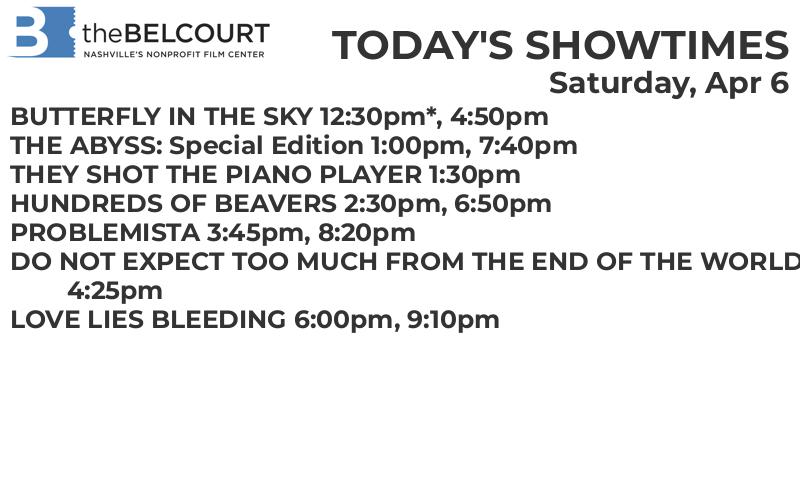 B theBELCOURT
NASHVILLE'S NONPROFIT FILM CENTER
TODAY'S SHOWTIMES
Saturday, Apr 6
BUTTERFLY IN THE SKY 12:30pm*, 4:50pm
THE ABYSS: Special Edition 1:00pm, 7:40pm
THEY SHOT THE PIANO PLAYER 1:30pm
HUNDREDS OF BEAVERS 2:30pm, 6:50pm
PROBLEMISTA 3:45pm, 8:20pm
DO NOT EXPECT TOO MUCH FROM THE END OF THE WORLD
4:25pm
LOVE LIES BLEEDING 6:00pm, 9:10pm